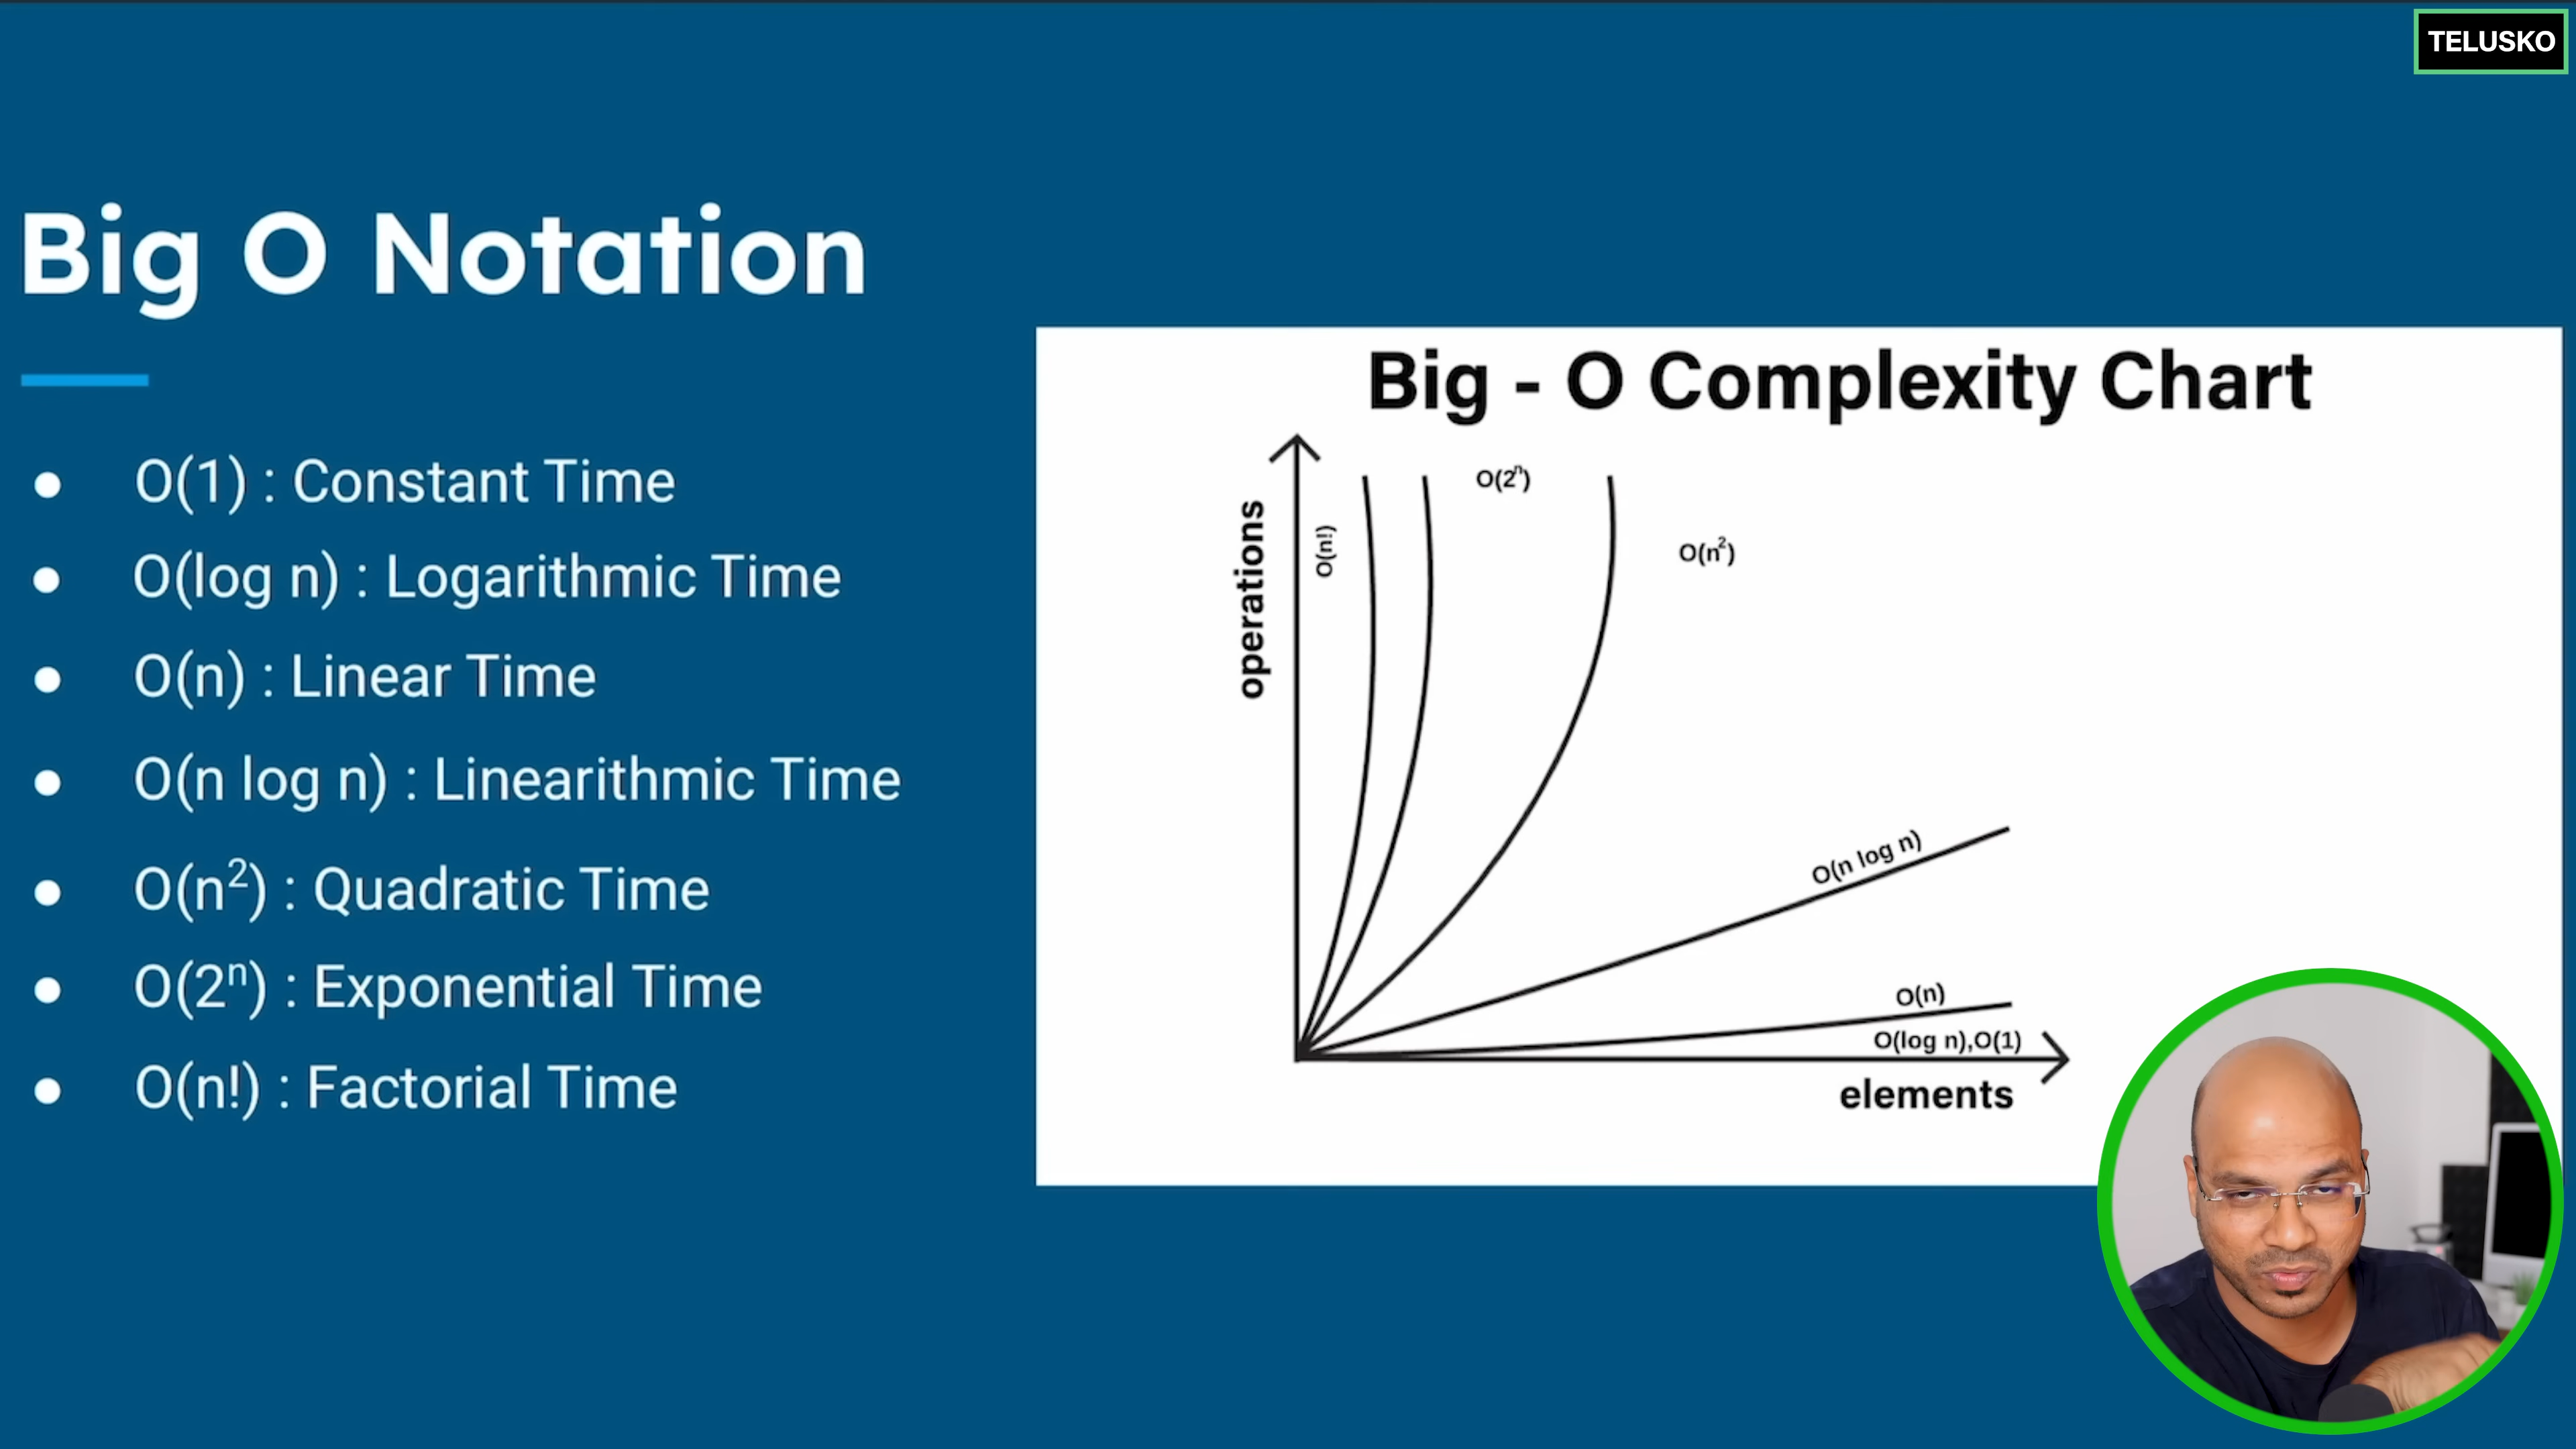 TELUSKO
Big O Notation
● O(1) : Constant Time
● O(log n) : Logarithmic Time
● O(n) : Linear Time
● O(n log n) : Linearithmic Time
● O(n²) : Quadratic Time
● O(2ⁿ) : Exponential Time
● O(n!) : Factorial Time
Big - O Complexity Chart
operations
O(n!)
O(2ⁿ)
O(n²)
O(n log n)
O(n)
O(log n),O(1)
elements